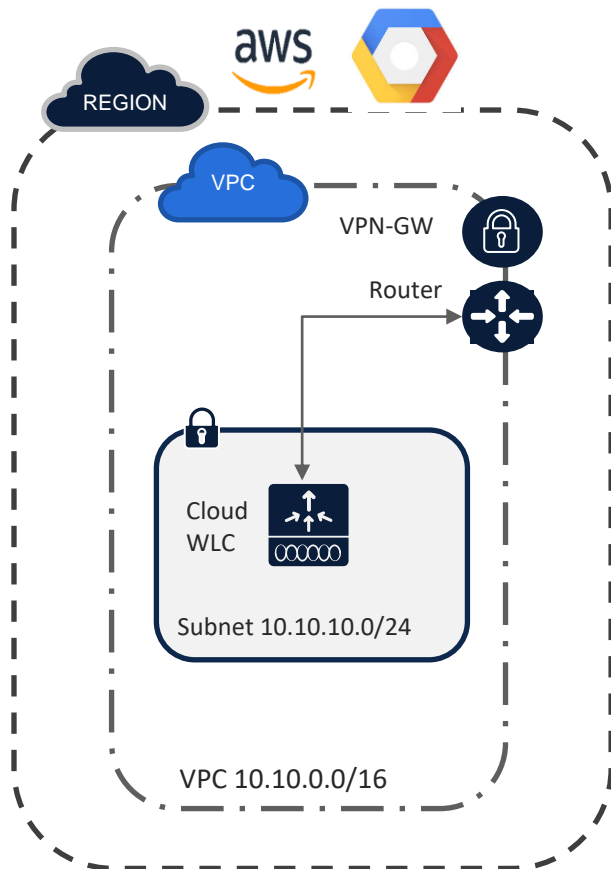 aws
REGION
VPC
VPN-GW
Router
Cloud
WLC
Subnet 10.10.10.0/24
VPC 10.10.0.0/16